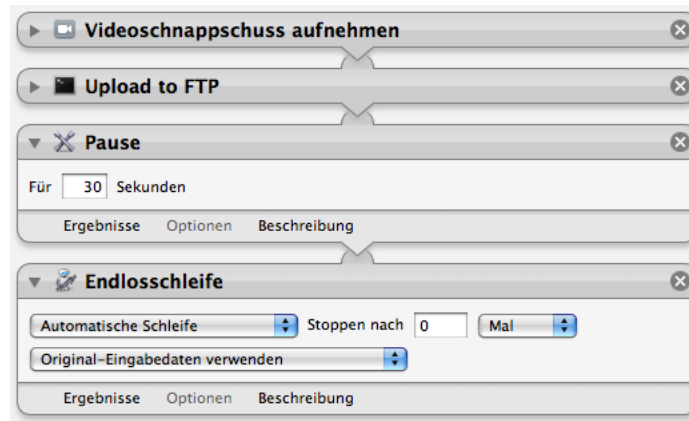 Videoschnappschuss aufnehmen
Upload to FTP
Pause
Für 30 Sekunden
Ergebnisse Optionen Beschreibung
Endlosschleife
Automatische Schleife Stoppen nach 0 Mal
Original-Eingabedaten verwenden
Ergebnisse Optionen Beschreibung